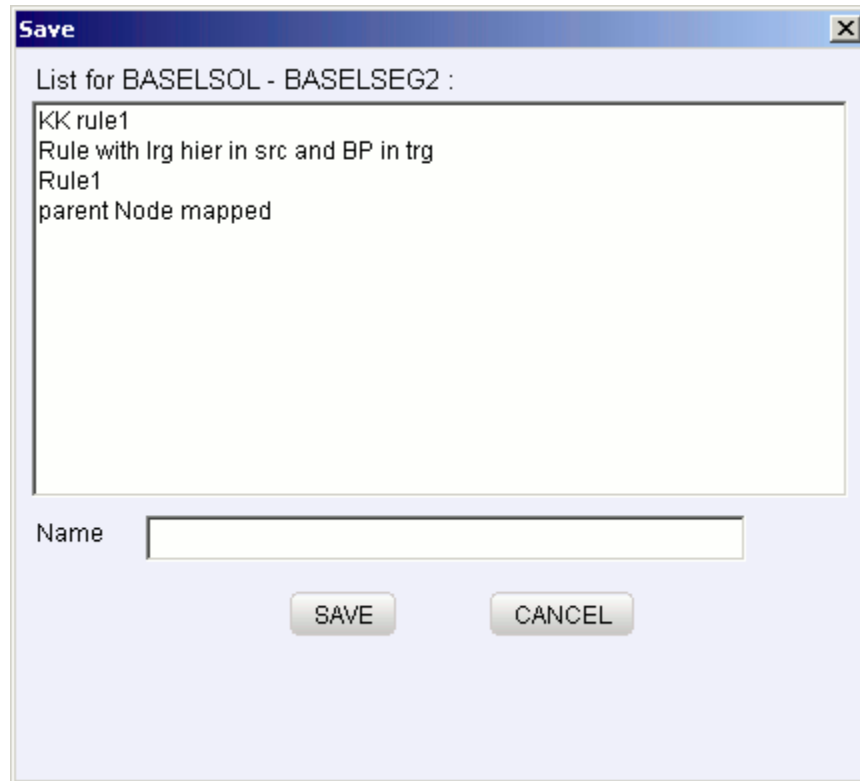 Save
List for BASELSOL - BASELSEG2 :
KK rule1
Rule with lrg hier in src and BP in trg
Rule1
parent Node mapped
Name
SAVE CANCEL